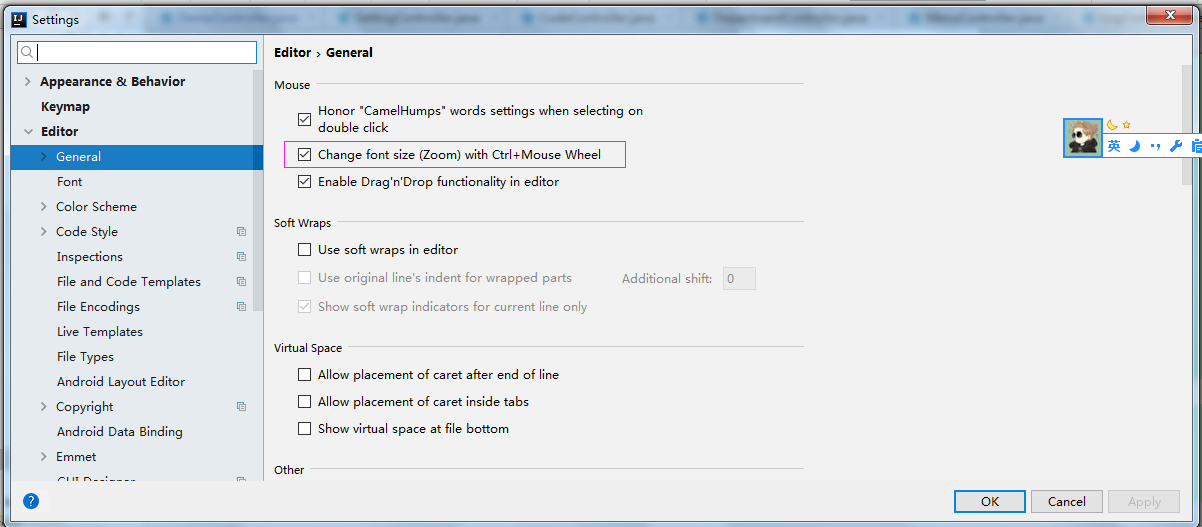 Settings
Editor › General
Appearance & Behavior
Keymap
Editor
General
Font
Color Scheme
Code Style
Inspections
File and Code Templates
File Encodings
Live Templates
File Types
Android Layout Editor
Copyright
Android Data Binding
Emmet
GUI Designer
Mouse
Honor "CamelHumps" words settings when selecting on
double click
Change font size (Zoom) with Ctrl+Mouse Wheel
Enable Drag'n'Drop functionality in editor
Soft Wraps
Use soft wraps in editor
Use original line's indent for wrapped parts
Additional shift: 0
Show soft wrap indicators for current line only
Virtual Space
Allow placement of caret after end of line
Allow placement of caret inside tabs
Show virtual space at file bottom
Other
英
OK
Cancel
Apply